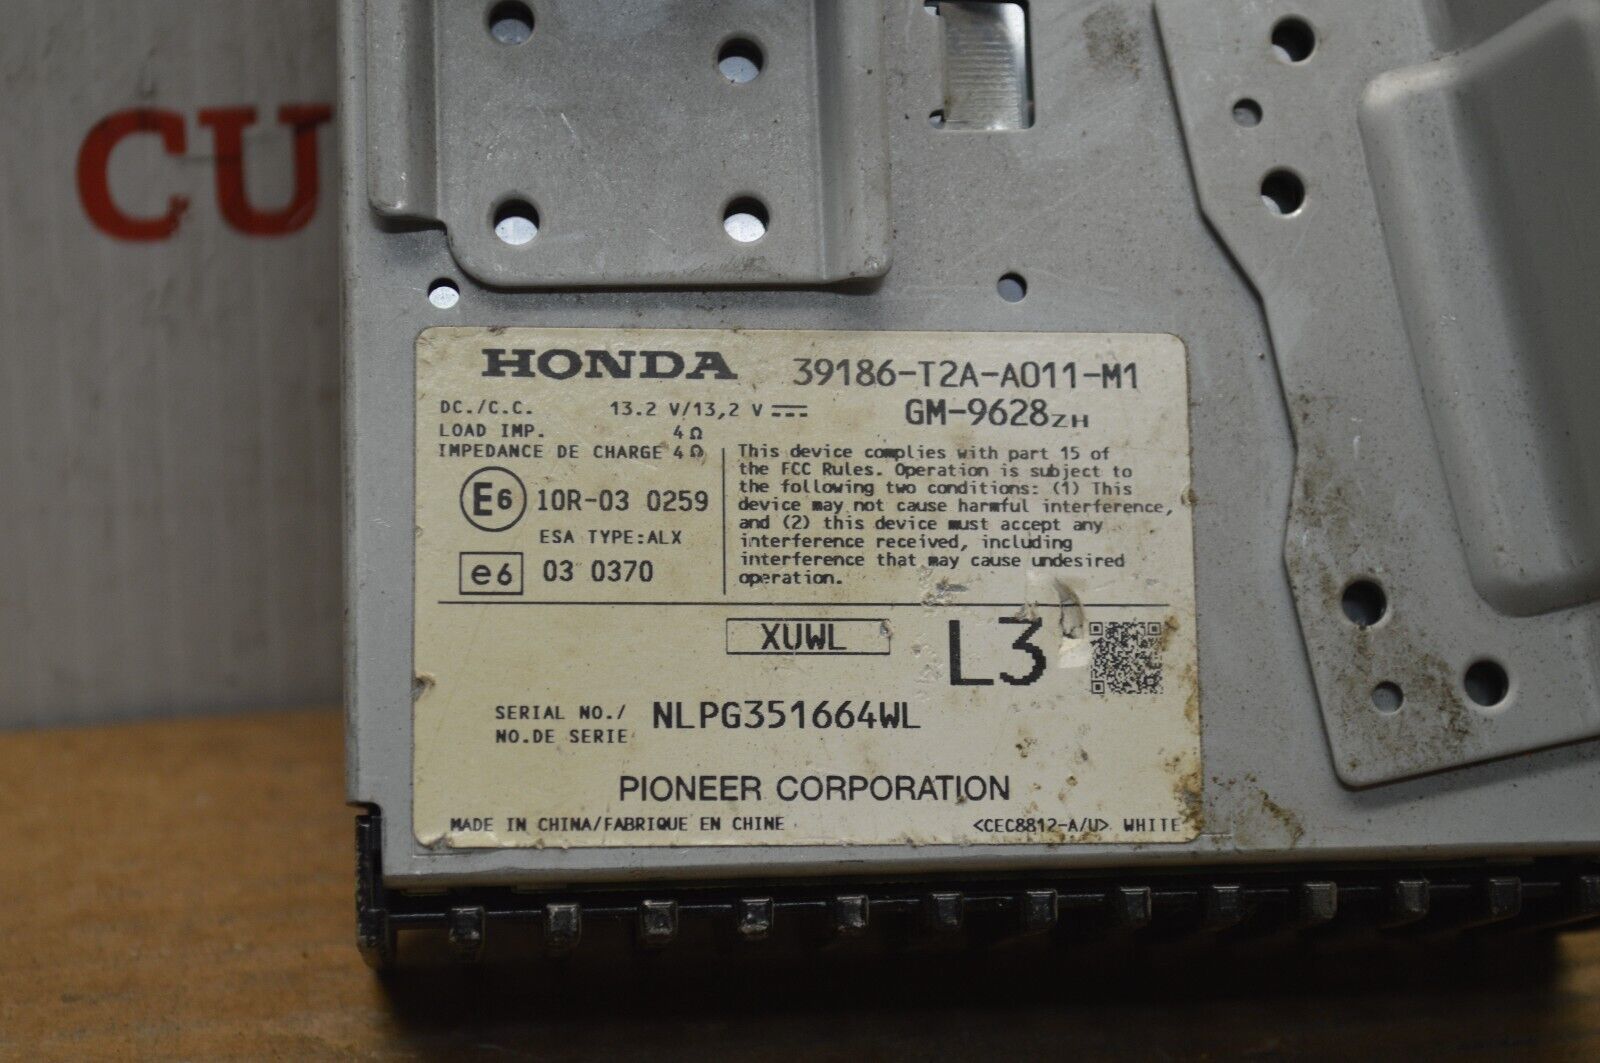 CU
HONDA 39186-T2A-A011-M1
DC./C.C. 13.2 V/13,2 V GM-9628ZH
LOAD IMP. 4Ω
IMPEDANCE DE CHARGE 4Ω
E6 10R-03 0259
ESA TYPE:ALX
e6 03 0370
This device complies with part 15 of
the FCC Rules. Operation is subject to
the following two conditions: (1) This
device may not cause harmful interference,
and (2) this device must accept any
interference received, including
interference that may cause undesired
operation.
XUWL L3
SERIAL NO./ NLPG351664WL
NO.DE SERIE
PIONEER CORPORATION
MADE IN CHINA/FABRIQUE EN CHINE <CEC8812-A/U> WHITE